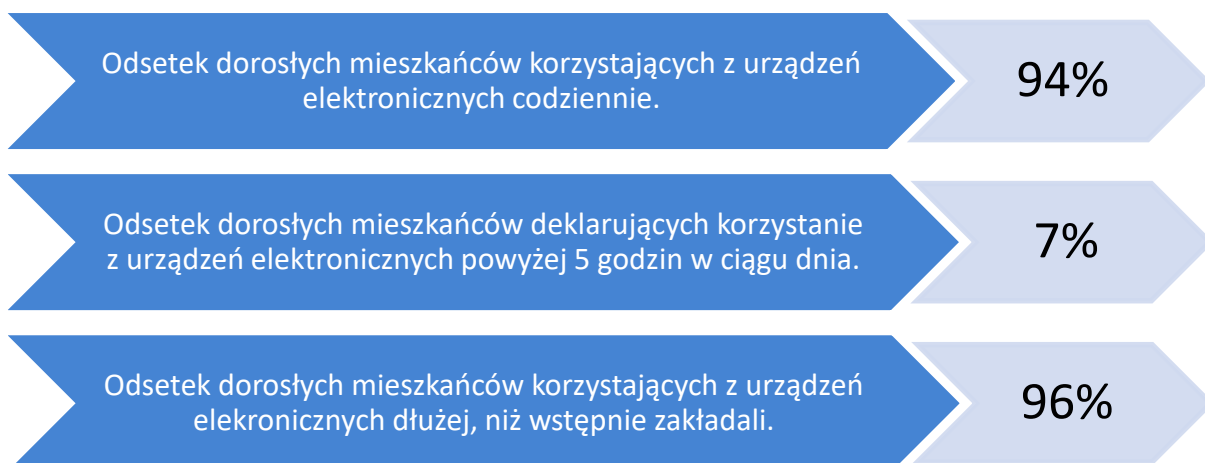 Odsetek dorosłych mieszkańców korzystających z urządzeń
elektronicznych codziennie.
94%
Odsetek dorosłych mieszkańców deklarujących korzystanie
z urządzeń elektronicznych powyżej 5 godzin w ciągu dnia.
7%
Odsetek dorosłych mieszkańców korzystających z urządzeń
elekronicznych dłużej, niż wstępnie zakładali.
96%